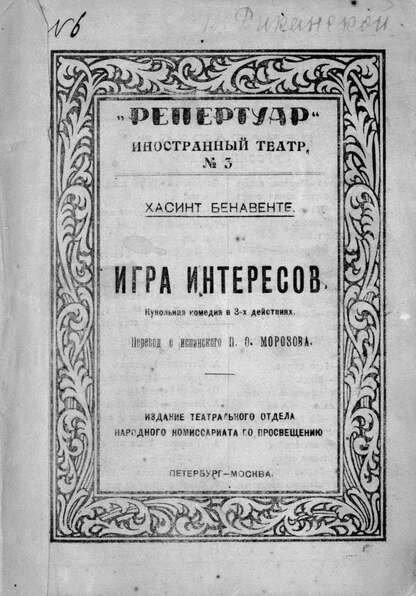 №6
"РЕПЕРТУАР"
ИНОСТРАННЫЙ ТЕАТР,
№ 3
ХАСИНТ БЕНАВЕНТЕ.
ИГРА ИНТЕРЕСОВ.
Кукольная комедия в 3-х действиях.
Перевод с испанского П. О. МОРОЗОВА.
ИЗДАНИЕ ТЕАТРАЛЬНОГО ОТДЕЛА
НАРОДНОГО КОМИССАРИАТА ПО ПРОСВЕЩЕНИЮ
ПЕТЕРБУРГ—МОСКВА.